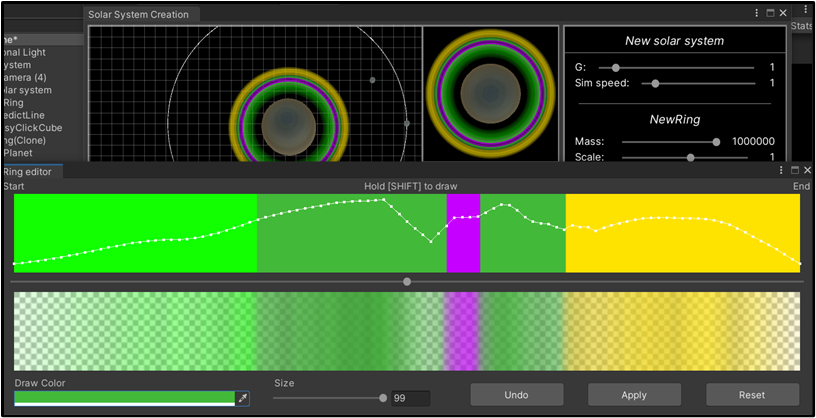 Solar System Creation
Stats
ne*
onal Light
ystem
amera (4)
olar system
Ring
edictLine
syClickCube
ng(Clone)
Planet
New solar system
G: 1
Sim speed: 1
NewRing
Mass: 1000000
Scale: 1
Ring editor
Start
Hold [SHIFT] to draw
End
Draw Color
Size
99
Undo
Apply
Reset